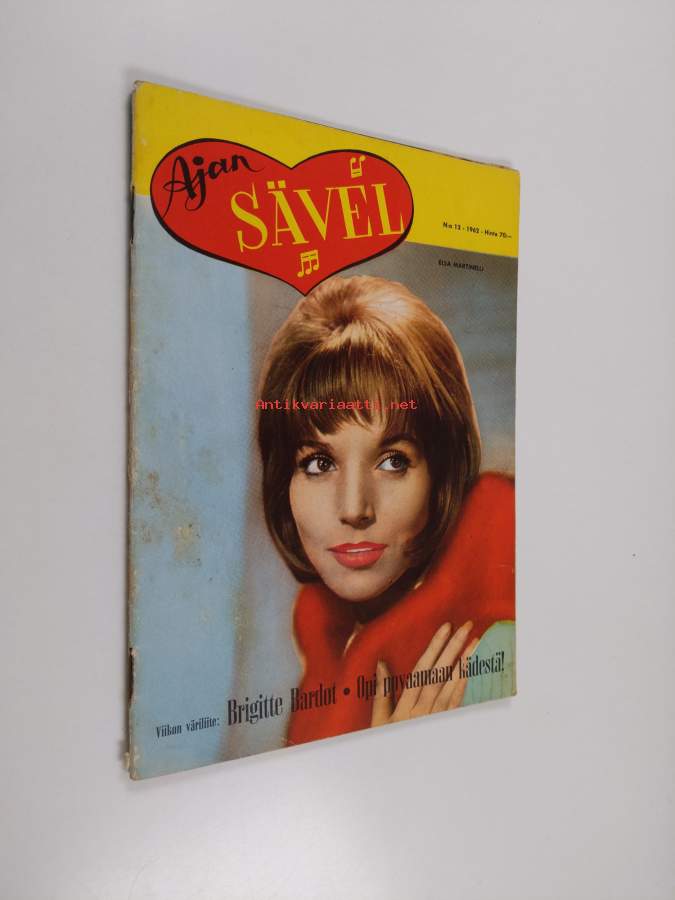 Ajan
SÄVEL
N:o 13 - 1962 - Hinta 70:—
ELSA MARTINELLI
Antikvariaatti.net
Viikon väriliite: Brigitte Bardot • Opi povaamaan kädestä!